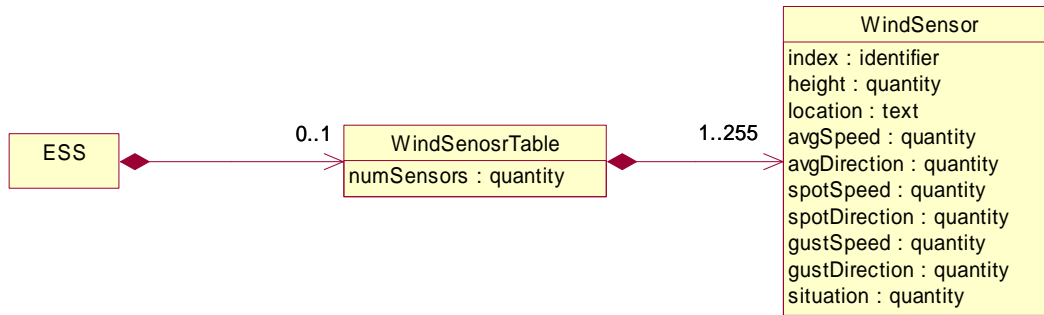 ESS
0..1
WindSenosrTable
numSensors : quantity
1..255
WindSensor
index : identifier
height : quantity
location : text
avgSpeed : quantity
avgDirection : quantity
spotSpeed : quantity
spotDirection : quantity
gustSpeed : quantity
gustDirection : quantity
situation : quantity